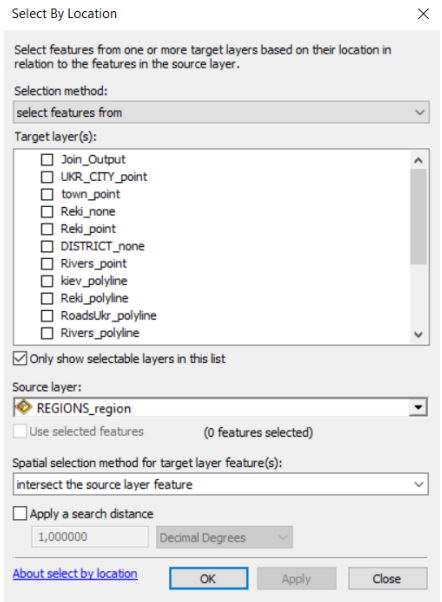 Select By Location
Select features from one or more target layers based on their location in
relation to the features in the source layer.
Selection method:
select features from
Target layer(s):
Join_Output
UKR_CITY_point
town_point
Reki_none
Reki_point
DISTRICT_none
Rivers_point
kiev_polyline
Reki_polyline
RoadsUkr_polyline
Rivers_polyline
Only show selectable layers in this list
Source layer:
REGIONS_region
Use selected features (0 features selected)
Spatial selection method for target layer feature(s):
intersect the source layer feature
Apply a search distance
1,000000 Decimal Degrees
About select by location OK Apply Close